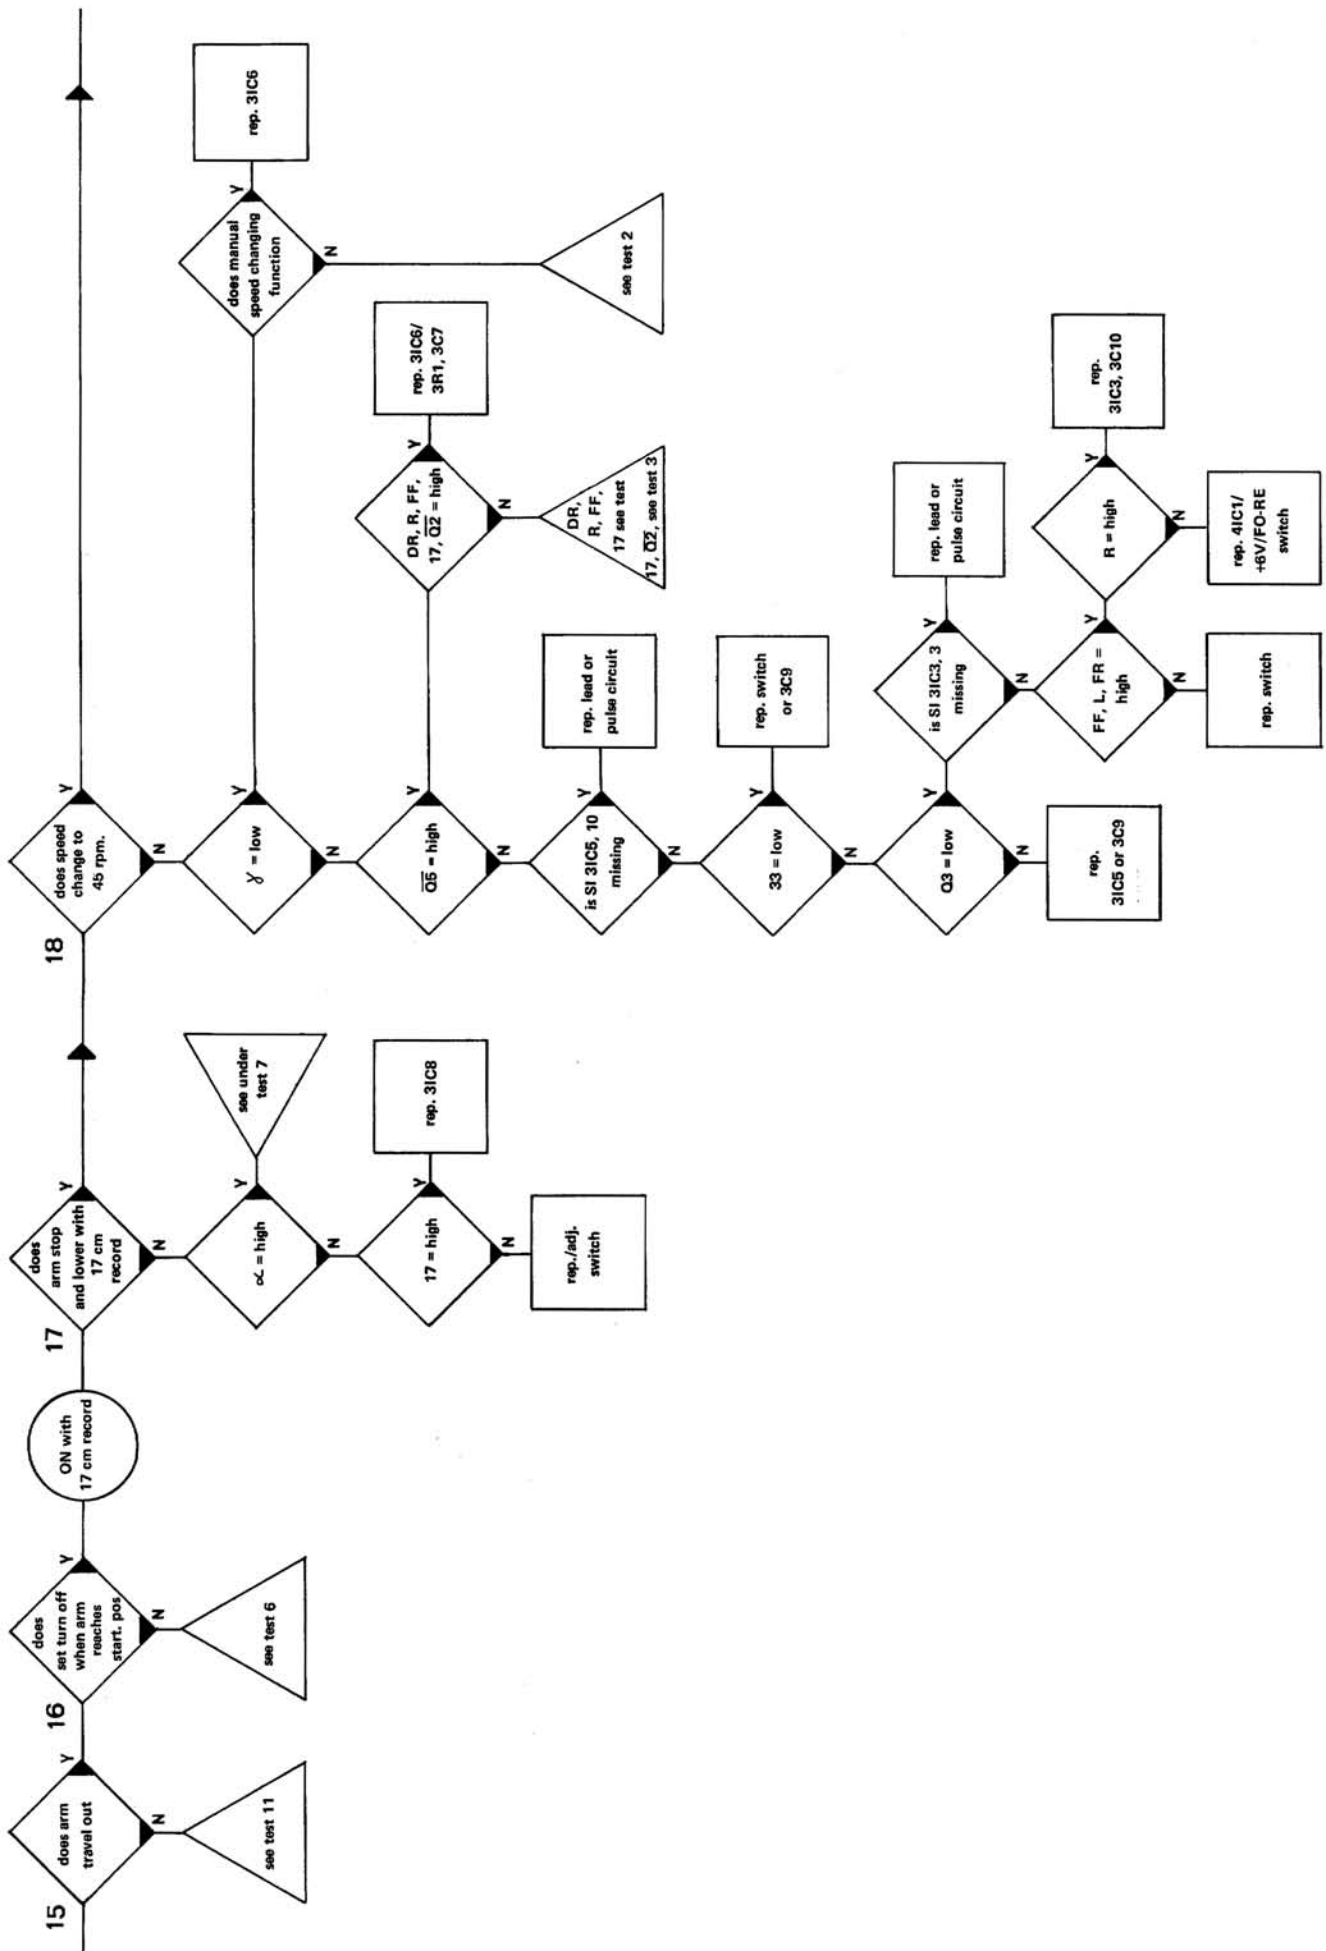 15
does arm
travel out
Y
N
see test 11
16
does
set turn off
when arm
reaches
start. pos
Y
N
see test 6
ON with
17 cm record
17
does
arm stop
and lower with
17 cm
record
Y
N
α = high
Y
N
see under
test 7
17 = high
Y
N
rep. 3IC8
rep./adj.
switch
18
does speed
change to
45 rpm.
Y
N
γ = low
Y
N
does manual
speed changing
function
Y
N
rep. 3IC6
see test 2
Q̅5̅ = high
Y
N
DR, R, FF,
17, Q̅2̅ = high
Y
N
rep. 3IC6/
3R1, 3C7
DR,
R, FF,
17 see test
17, Q̅2̅, see test 3
is SI 3IC5, 10
missing
Y
N
rep. lead or
pulse circuit
33 = low
Y
N
rep. switch
or 3C9
Q3 = low
Y
N
rep.
3IC5 or 3C9
is SI 3IC3, 3
missing
Y
N
rep. lead or
pulse circuit
FF, L, FR =
high
Y
N
rep. switch
R = high
Y
N
rep.
3IC3, 3C10
rep. 4IC1/
+6V/FO-RE
switch